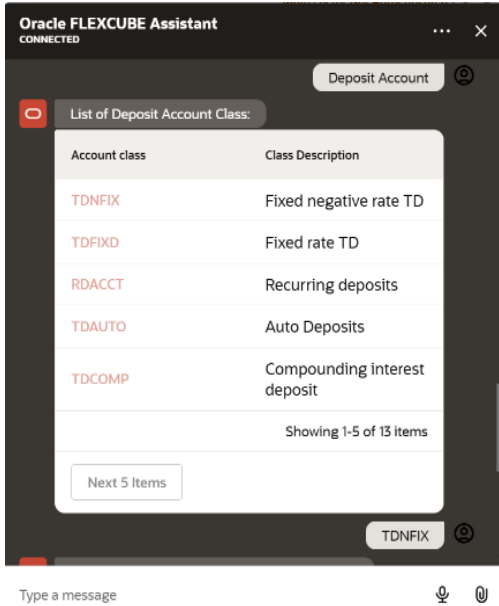 Oracle FLEXCUBE Assistant
CONNECTED
Deposit Account
List of Deposit Account Class:
Account class Class Description
TDNFIX Fixed negative rate TD
TDFIXD Fixed rate TD
RDACCT Recurring deposits
TDAUTO Auto Deposits
TDCOMP Compounding interest
deposit
Showing 1-5 of 13 items
Next 5 Items
TDNFIX
Type a message